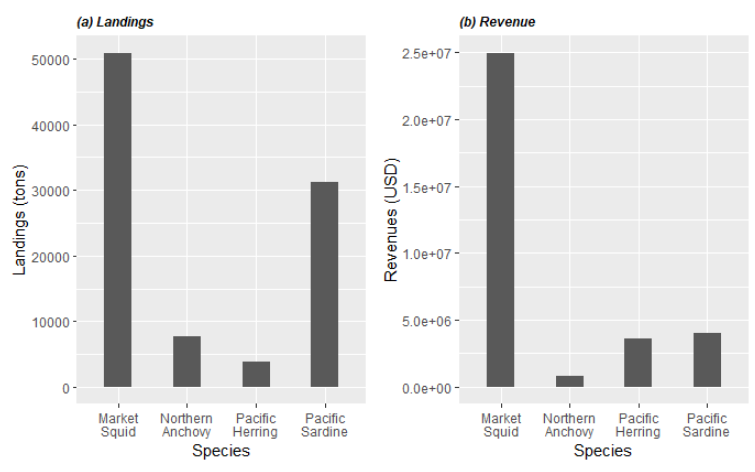 (a) Landings
Landings (tons)
50000
40000
30000
20000
10000
0
Market Squid
Northern Anchovy
Pacific Herring
Pacific Sardine
Species
(b) Revenue
Revenues (USD)
2.5e+07
2.0e+07
1.5e+07
1.0e+07
5.0e+06
0.0e+00
Market Squid
Northern Anchovy
Pacific Herring
Pacific Sardine
Species